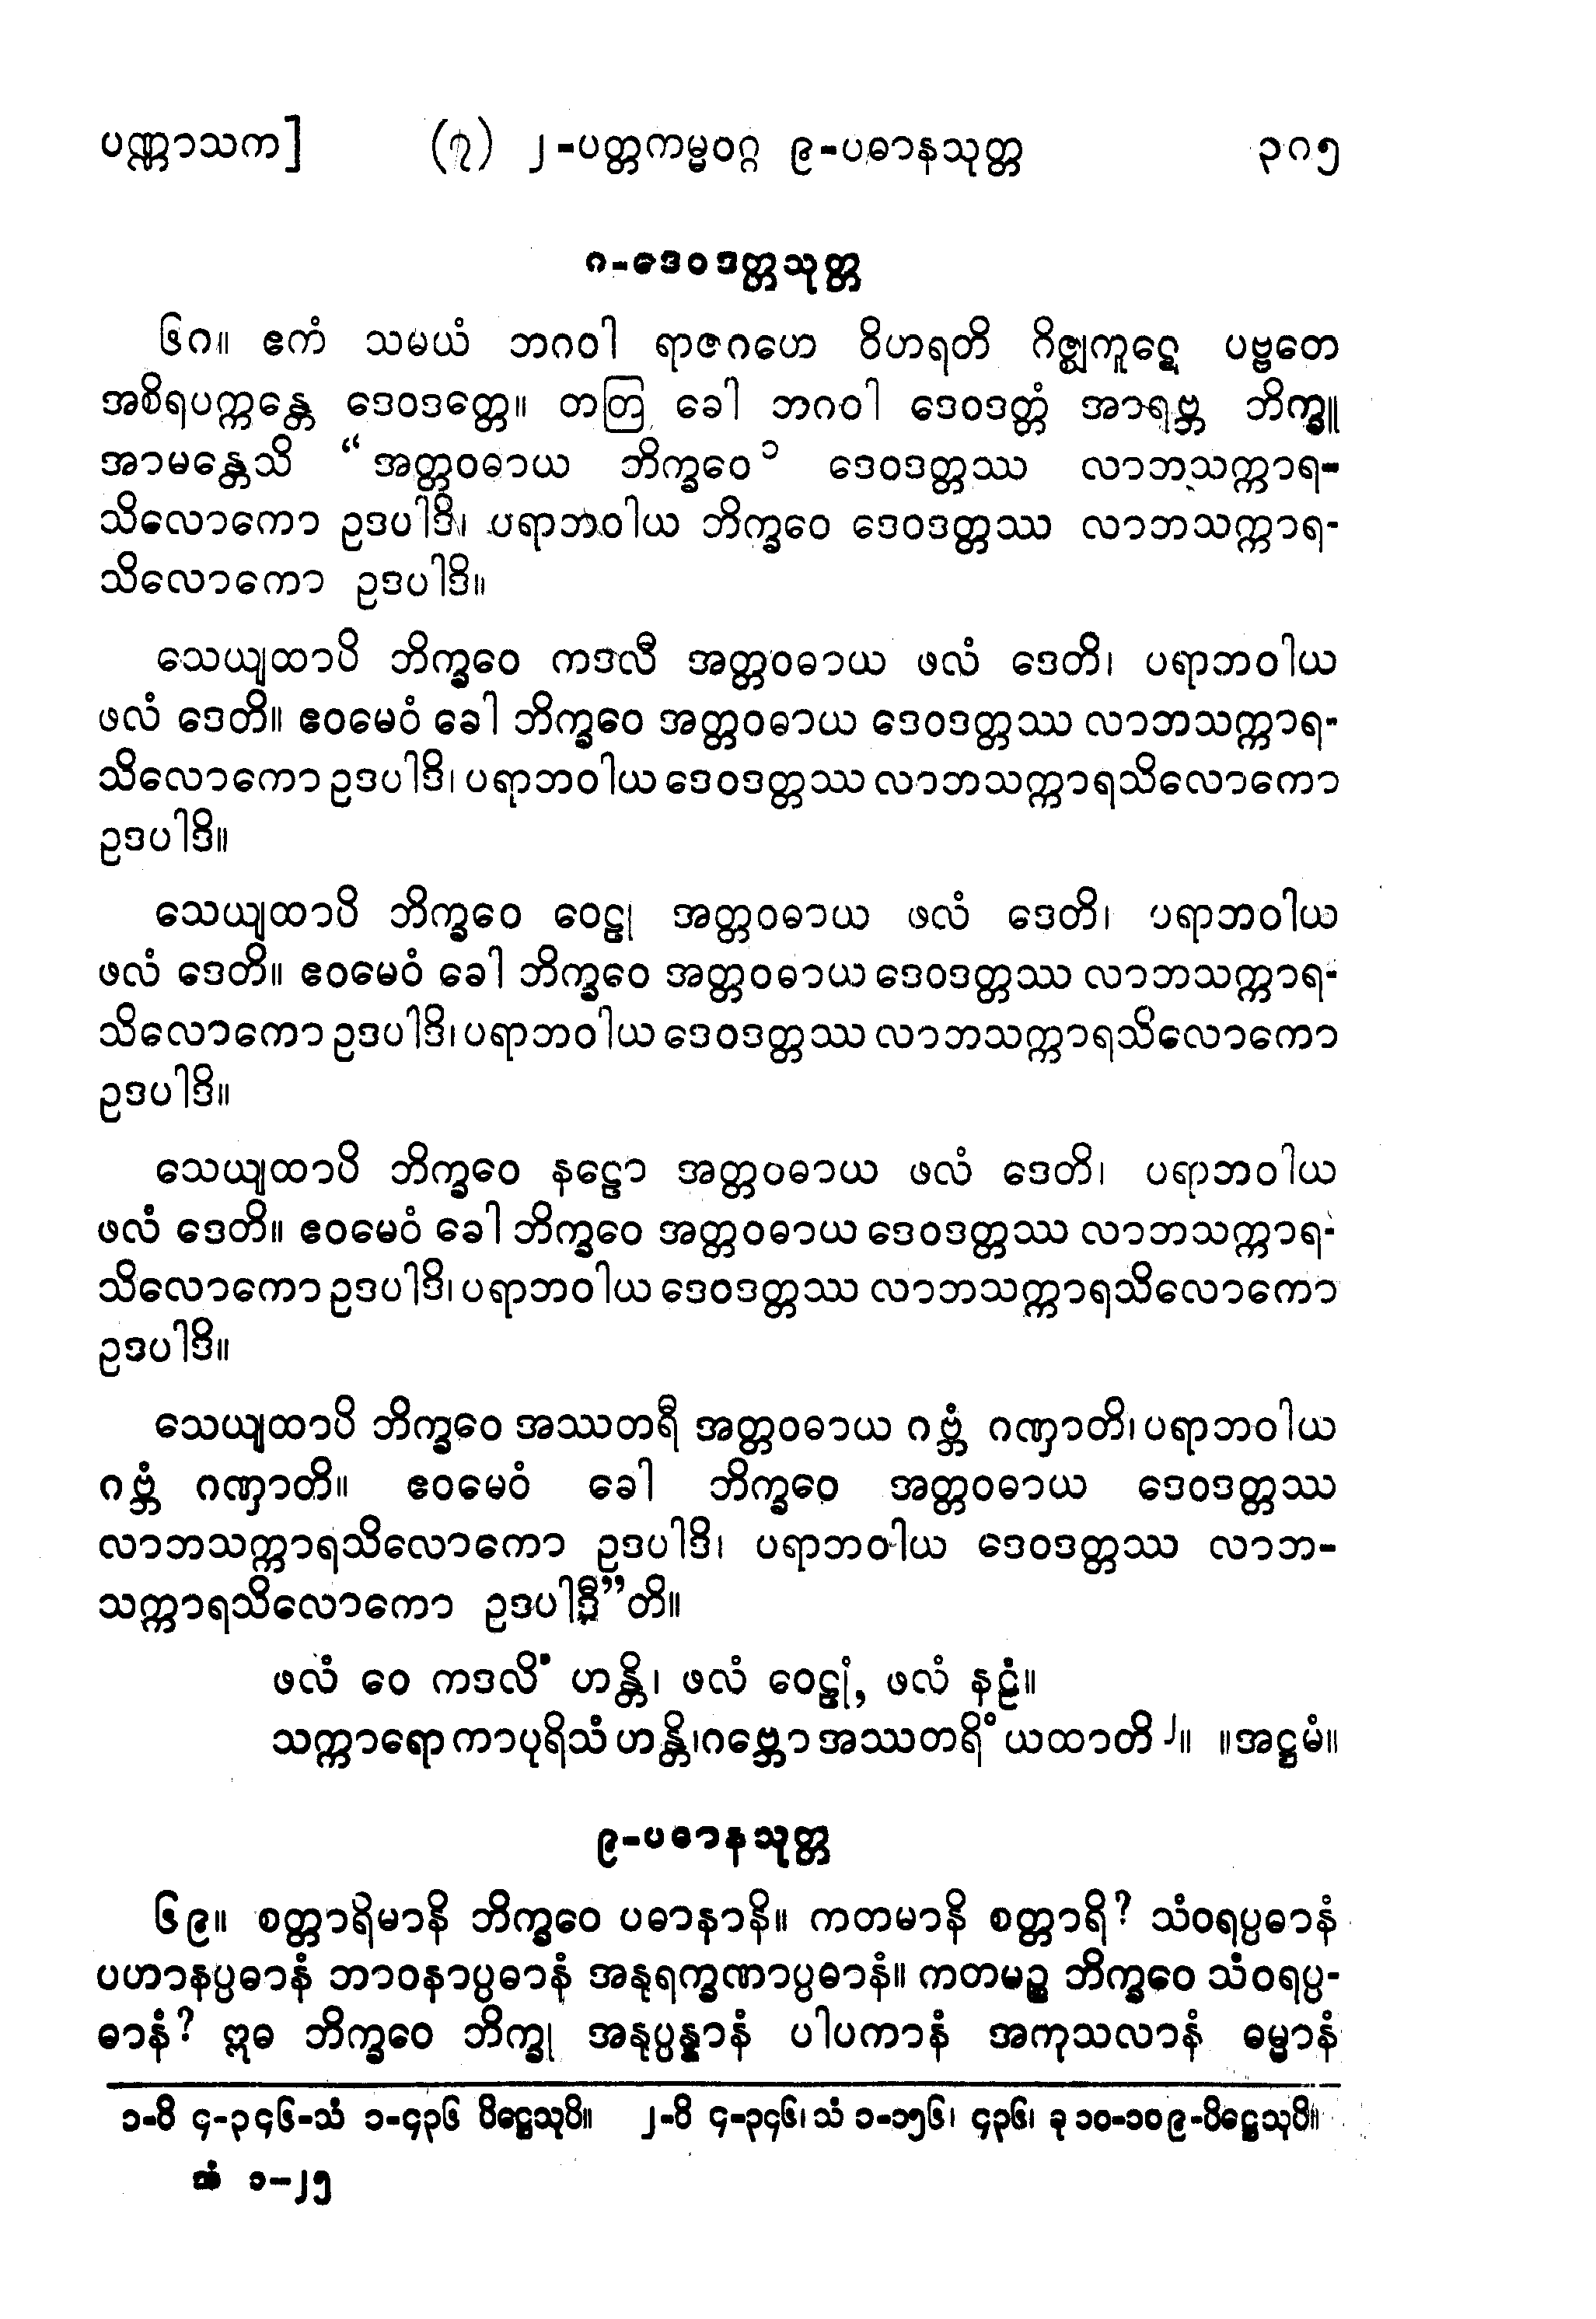 ပဏ္ဏာသက] (၇) ၂-ပတ္တကမ္မဝဂ္ဂ ၉-ပဓာနသုတ္တ ၃၈၅
၈-ဒေဝဒတ္တသုတ္တ
၆၈။ ဧကံ သမယံ ဘဂဝါ ရာဇဂဟေ ဝိဟရတိ ဂိဇ္ဈကူဋေ ပဗ္ဗတေ
အစိရပက္ကန္တေ ဒေဝဒတ္တေ။ တတြ ခေါ ဘဂဝါ ဒေဝဒတ္တံ အာရဗ္ဘ ဘိက္ခူ
အာမန္တေသိ “အတ္တဝဓာယ ဘိက္ခဝေ ၁ ဒေဝဒတ္တဿ လာဘသက္ကာရ-
သိလောကော ဥဒပါဒိ၊ ပရာဘဝါယ ဘိက္ခဝေ ဒေဝဒတ္တဿ လာဘသက္ကာရ-
သိလောကော ဥဒပါဒိ။
သေယျထာပိ ဘိက္ခဝေ ကဒလီ အတ္တဝဓာယ ဖလံ ဒေတိ၊ ပရာဘဝါယ
ဖလံ ဒေတိ။ ဧဝမေဝံ ခေါ ဘိက္ခဝေ အတ္တဝဓာယ ဒေဝဒတ္တဿ လာဘသက္ကာရ-
သိလောကော ဥဒပါဒိ၊ ပရာဘဝါယ ဒေဝဒတ္တဿ လာဘသက္ကာရသိလောကော
ဥဒပါဒိ။
သေယျထာပိ ဘိက္ခဝေ ဝေဠု အတ္တဝဓာယ ဖလံ ဒေတိ၊ ပရာဘဝါယ
ဖလံ ဒေတိ။ ဧဝမေဝံ ခေါ ဘိက္ခဝေ အတ္တဝဓာယ ဒေဝဒတ္တဿ လာဘသက္ကာရ-
သိလောကော ဥဒပါဒိ၊ ပရာဘဝါယ ဒေဝဒတ္တဿ လာဘသက္ကာရသိလောကော
ဥဒပါဒိ။
သေယျထာပိ ဘိက္ခဝေ နဠော အတ္တဝဓာယ ဖလံ ဒေတိ၊ ပရာဘဝါယ
ဖလံ ဒေတိ။ ဧဝမေဝံ ခေါ ဘိက္ခဝေ အတ္တဝဓာယ ဒေဝဒတ္တဿ လာဘသက္ကာရ-
သိလောကော ဥဒပါဒိ၊ ပရာဘဝါယ ဒေဝဒတ္တဿ လာဘသက္ကာရသိလောကော
ဥဒပါဒိ။
သေယျထာပိ ဘိက္ခဝေ အဿတရီ အတ္တဝဓာယ ဂဗ္ဘံ ဂဏှာတိ၊ ပရာဘဝါယ
ဂဗ္ဘံ ဂဏှာတိ။ ဧဝမေဝံ ခေါ ဘိက္ခဝေ အတ္တဝဓာယ ဒေဝဒတ္တဿ
လာဘသက္ကာရသိလောကော ဥဒပါဒိ၊ ပရာဘဝါယ ဒေဝဒတ္တဿ လာဘ-
သက္ကာရသိလောကော ဥဒပါဒီ”တိ။
ဖလံ ဝေ ကဒလိံ ဟန္တိ၊ ဖလံ ဝေဠုံ, ဖလံ နဠံ။
သက္ကာရော ကာပုရိသံ ဟန္တိ၊ ဂဗ္ဘော အဿတရိံ ယထာတိ ၂။ ။အဋ္ဌမံ။
၉-ပဓာနသုတ္တ
၆၉။ စတ္တာရိမာနိ ဘိက္ခဝေ ပဓာနာနိ။ ကတမာနိ စတ္တာရိ? သံဝရပ္ပဓာနံ
ပဟာနပ္ပဓာနံ ဘာဝနာပ္ပဓာနံ အနုရက္ခဏာပ္ပဓာနံ။ ကတမဉ္စ ဘိက္ခဝေ သံဝရပ္ပ-
ဓာနံ? ဣဓ ဘိက္ခဝေ ဘိက္ခု အနုပ္ပန္နာနံ ပါပကာနံ အကုသလာနံ ဓမ္မာနံ
၁-ဝိ ၄-၃၄၆-သံ ၁-၄၃၆ ပိဋ္ဌေသုပိ။ ၂-ဝိ ၄-၃၄၆၊ သံ ၁-၁၅၆၊ ၄၃၆၊ ခု ၁၀-၁၀၉-ပိဋ္ဌေသုပိ။
အံ ၁-၂၅